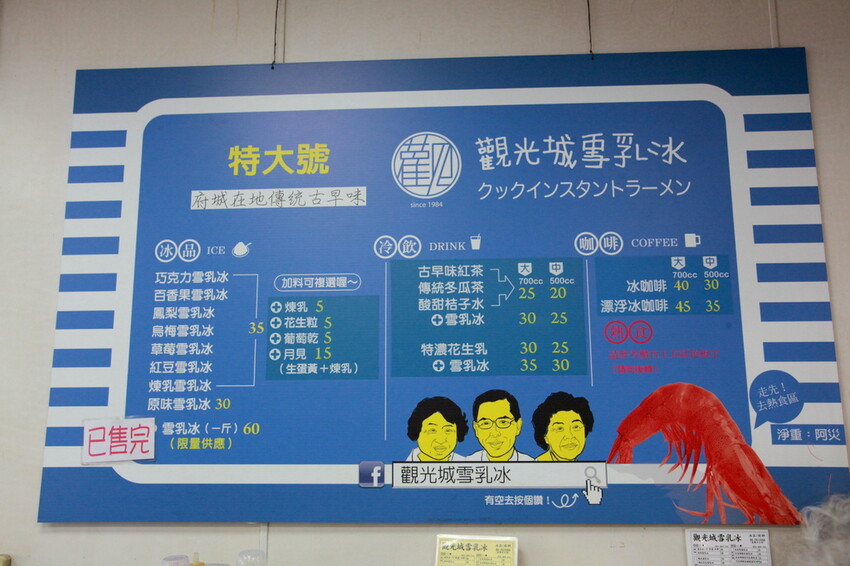 特大號
府城在地傳統古早味
觀
since 1984
觀光城雪乳冰
クックインスタントラーメン
冰品 ICE
巧克力雪乳冰
百香果雪乳冰
鳳梨雪乳冰
烏梅雪乳冰
草莓雪乳冰
紅豆雪乳冰
煉乳雪乳冰
35
原味雪乳冰 30
雪乳冰（一斤）60
（限量供應）
已售完
加料可複選喔～
+煉乳 5
+花生粒 5
+葡萄乾 5
+月見 15
（生蛋黃+煉乳）
冷飲 DRINK
大 中
700cc 500cc
古早味紅茶
傳統冬瓜茶
酸甜桔子水
25 20
+雪乳冰 30 25
特濃花生乳 30 25
+雪乳冰 35 30
咖啡 COFFEE
大 中
700cc 500cc
冰咖啡 40 30
漂浮冰咖啡 45 35
熱食
走先！
去熱食區
淨重：阿災
f 觀光城雪乳冰
有空去按個讚！
觀光城雪乳冰
觀光城雪乳冰